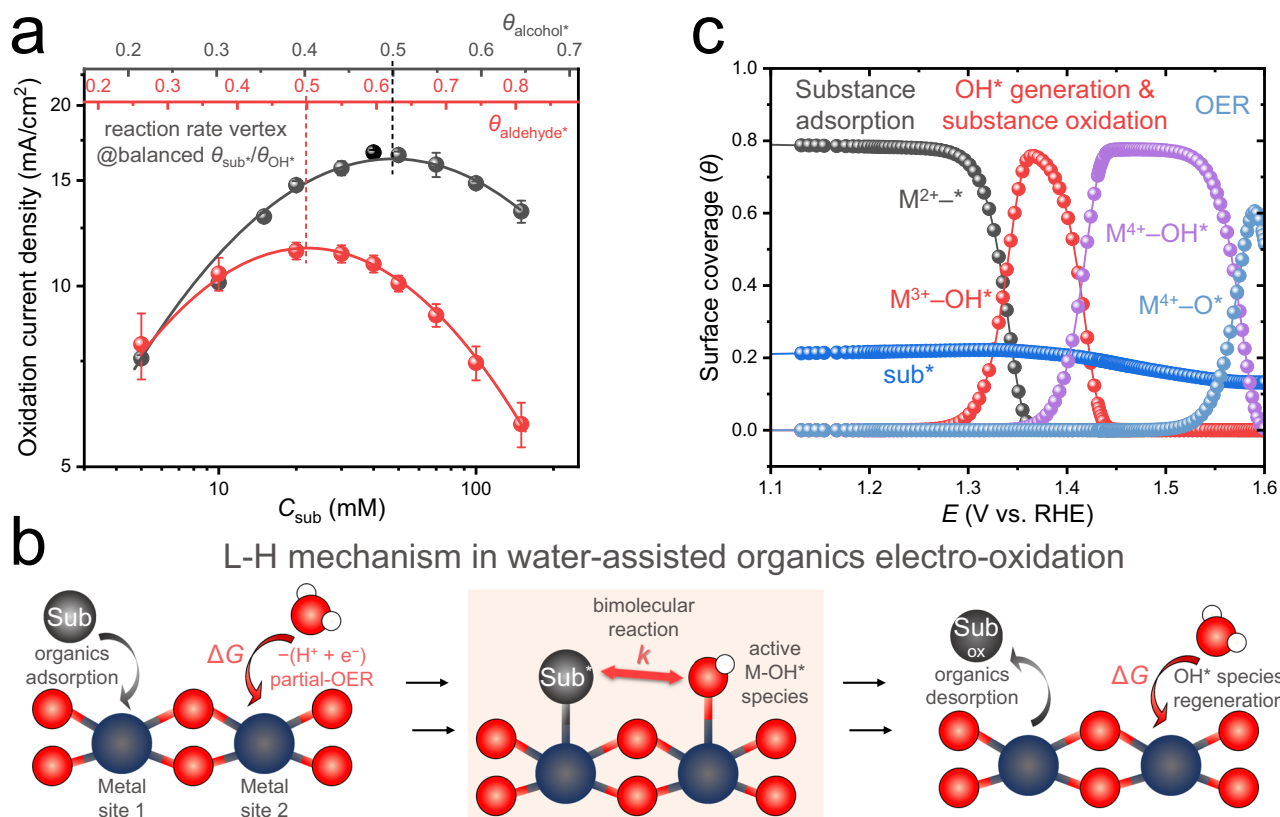 a
θalcohol*
0.2 0.3 0.4 0.5 0.6 0.7
0.2 0.3 0.4 0.5 0.6 0.7 0.8
θaldehyde*
reaction rate vertex
@balanced θsub*/θOH*
Oxidation current density (mA/cm²)
20
15
10
5
10 100
Csub (mM)
c
Surface coverage (θ)
1.0
0.8
0.6
0.4
0.2
0.0
Substance
adsorption
OH* generation &
substance oxidation
OER
M²⁺–*
M³⁺–OH*
M⁴⁺–OH*
M⁴⁺–O*
sub*
1.1 1.2 1.3 1.4 1.5 1.6
E (V vs. RHE)
b
L-H mechanism in water-assisted organics electro-oxidation
Sub
organics
adsorption
ΔG
−(H⁺ + e⁻)
partial-OER
Metal
site 1
Metal
site 2
bimolecular
reaction
k
Sub*
active
M-OH*
species
Sub
ox
organics
desorption
ΔG
OH* species
regeneration
Metal
site 1
Metal
site 2